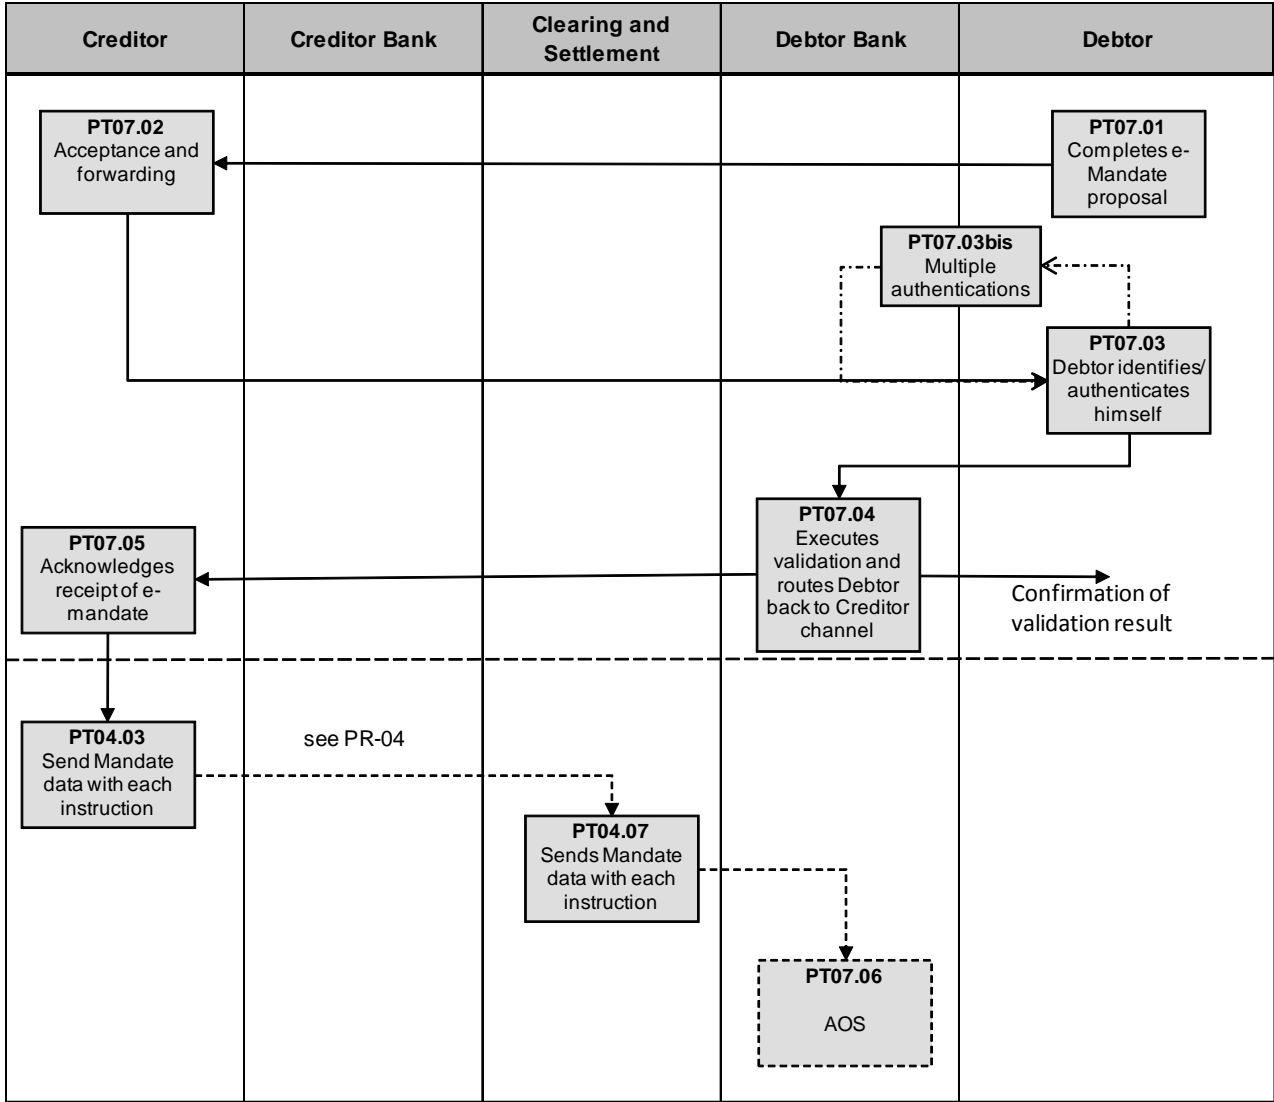 Creditor
Creditor Bank
Clearing and
Settlement
Debtor Bank
Debtor
PT07.02
Acceptance and
forwarding
PT07.01
Completes e-
Mandate
proposal
PT07.03bis
Multiple
authentications
PT07.03
Debtor identifies/
authenticates
himself
PT07.04
Executes
validation and
routes Debtor
back to Creditor
channel
PT07.05
Acknowledges
receipt of e-
mandate
Confirmation of
validation result
PT04.03
Send Mandate
data with each
instruction
see PR-04
PT04.07
Sends Mandate
data with each
instruction
PT07.06
AOS